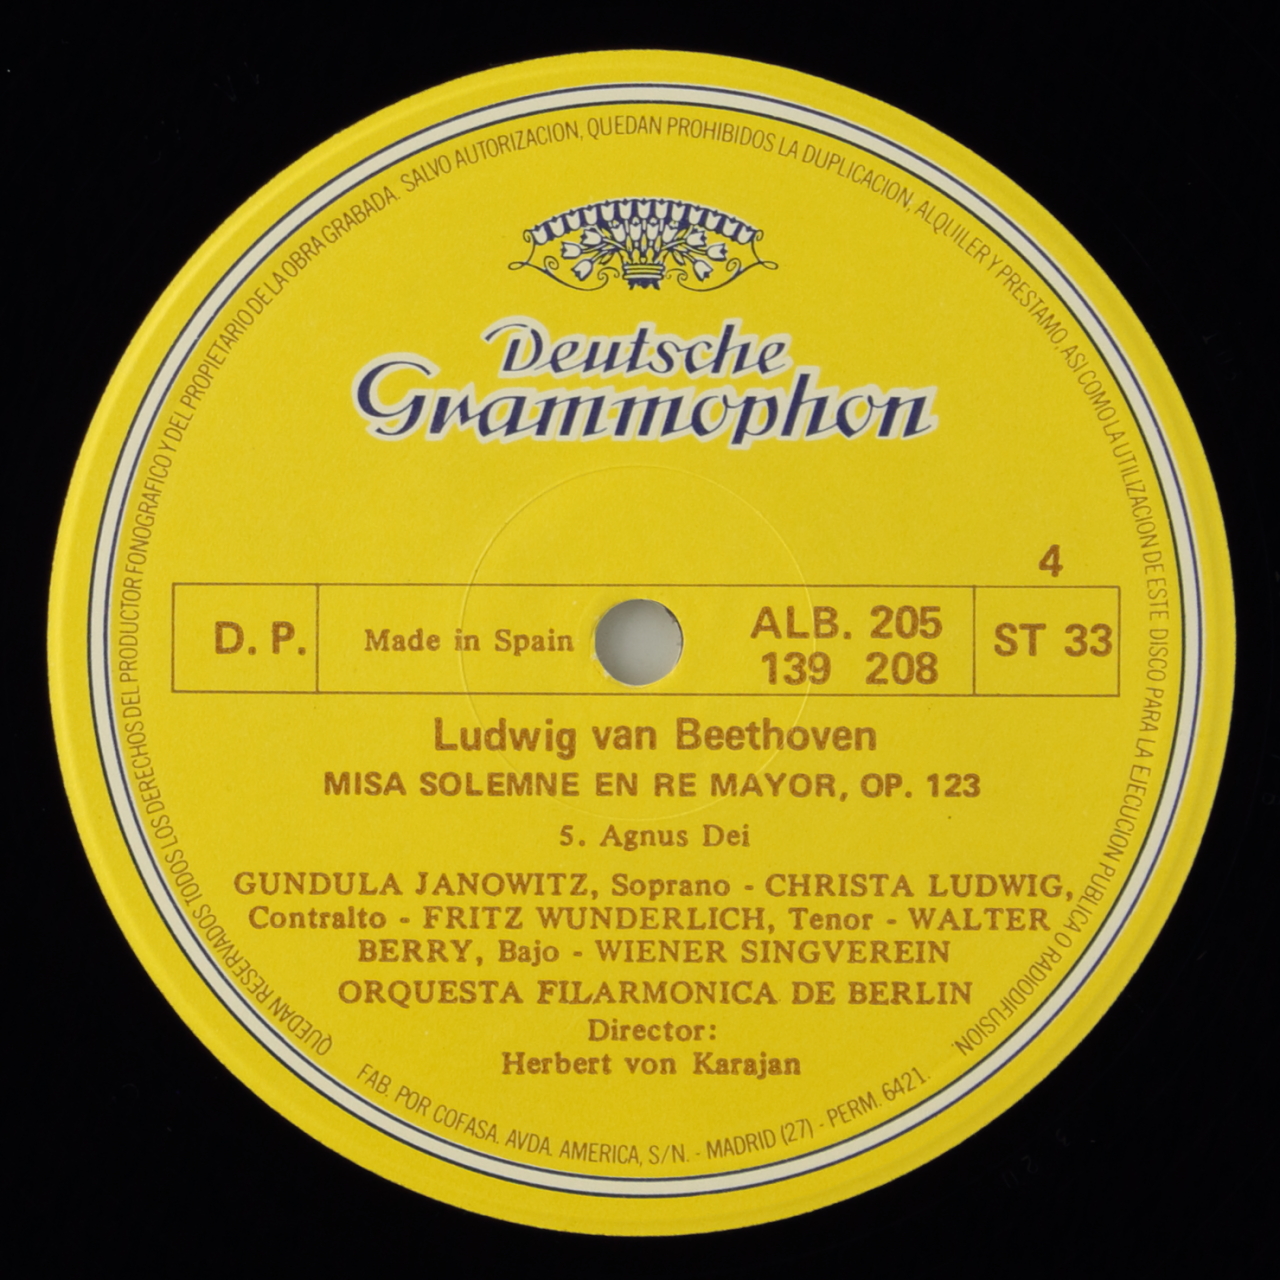 QUEDAN RESERVADOS TODOS LOS DERECHOS DEL PRODUCTOR FONOGRAFICO Y DEL PROPIETARIO DE LA OBRA GRABADA. SALVO AUTORIZACION, QUEDAN PROHIBIDOS LA DUPLICACION, ALQUILER Y PRESTAMO, ASI COMO LA UTILIZACION DE ESTE DISCO PARA LA EJECUCION PUBLICA O RADIODIFUSION.
Deutsche
Grammophon
4
D. P.
Made in Spain
ALB. 205
139 208
ST 33
Ludwig van Beethoven
MISA SOLEMNE EN RE MAYOR, OP. 123
5. Agnus Dei
GUNDULA JANOWITZ, Soprano - CHRISTA LUDWIG,
Contralto - FRITZ WUNDERLICH, Tenor - WALTER
BERRY, Bajo - WIENER SINGVEREIN
ORQUESTA FILARMONICA DE BERLIN
Director:
Herbert von Karajan
FAB. POR COFASA. AVDA. AMERICA, S/N. - MADRID (27) - PERM. 6421.